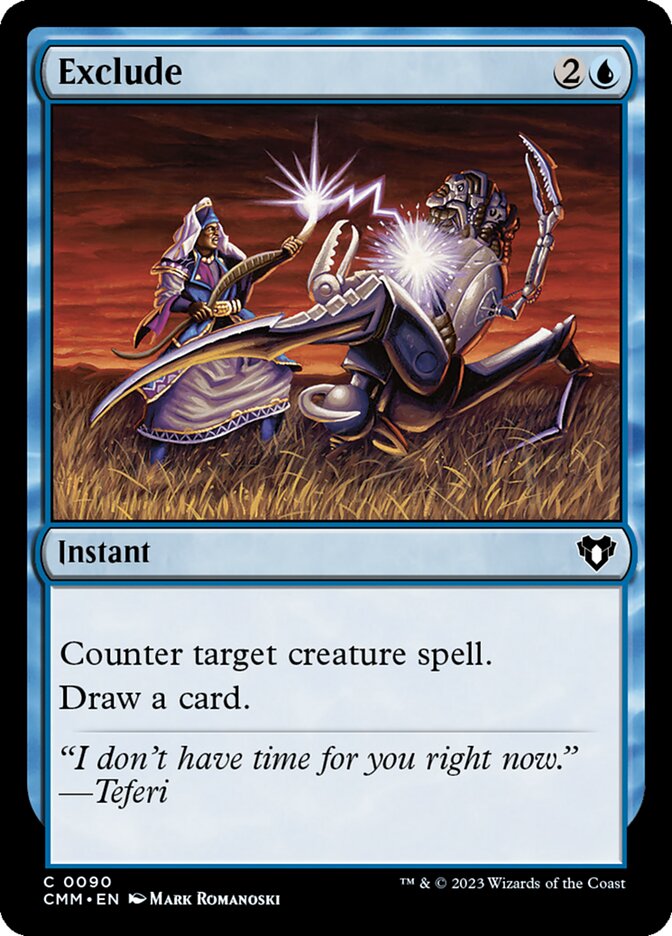 Exclude 2
Instant
Counter target creature spell.
Draw a card.
“I don’t have time for you right now.”
—Teferi
C 0090
™ & © 2023 Wizards of the Coast
CMM • EN Mark Romanoski